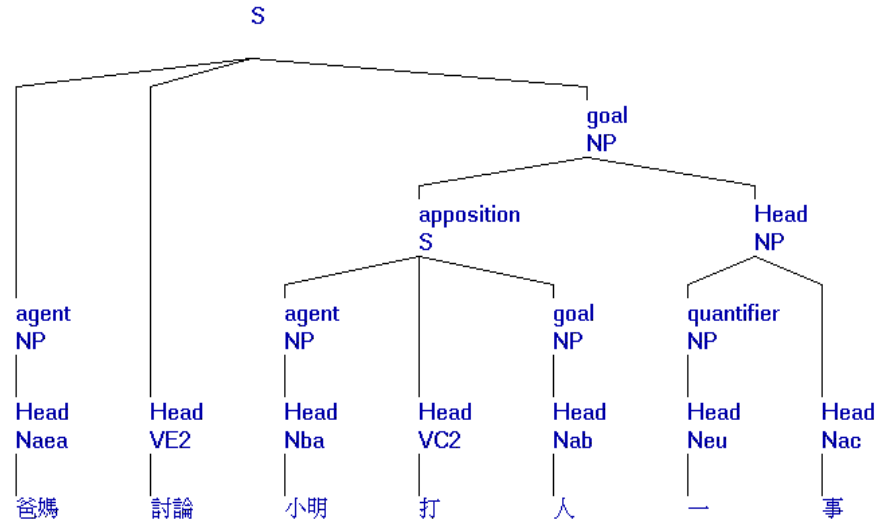 S
goal
NP
apposition Head
S NP
agent agent goal quantifier
NP NP NP NP
Head Head Head Head Head Head Head
Naea VE2 Nba VC2 Nab Neu Nac
爸媽 討論 小明 打 人 一 事